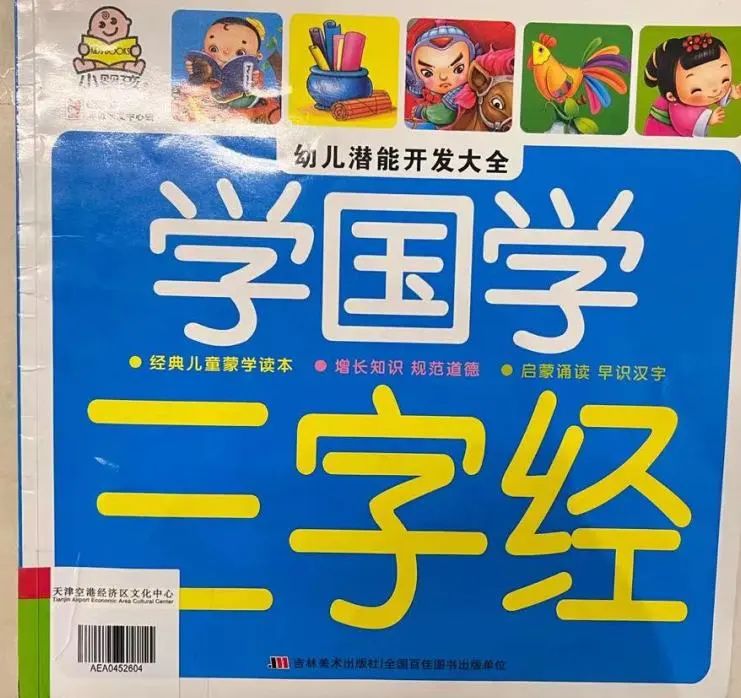 小婴孩
幼儿潜能开发大全
学国学
经典儿童蒙学读本
增长知识 规范道德
启蒙诵读 早识汉字
三字经
天津空港经济区文化中心
Tianjin Airport Economic Area Cultural Center
AEA0452604
吉林美术出版社/全国百佳图书出版单位